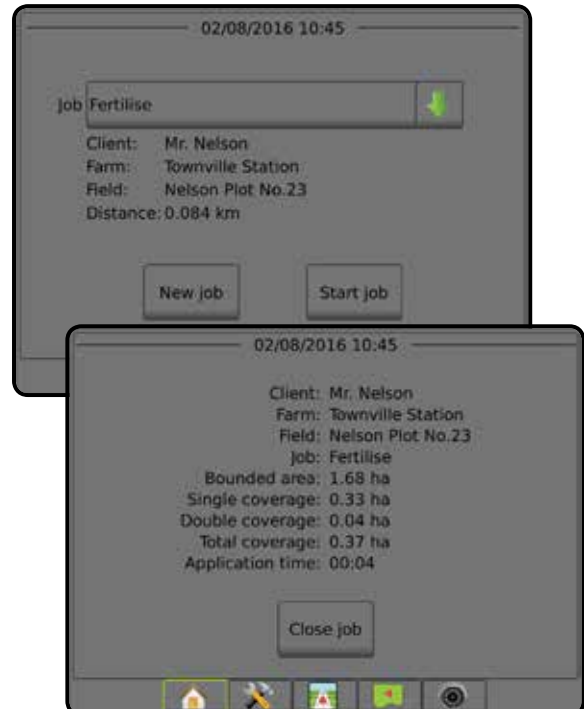 02/08/2016 10:45
Job Fertilise
Client: Mr. Nelson
Farm: Townville Station
Field: Nelson Plot No.23
Distance: 0.084 km
New job Start job
02/08/2016 10:45
Client: Mr. Nelson
Farm: Townville Station
Field: Nelson Plot No.23
Job: Fertilise
Bounded area: 1.68 ha
Single coverage: 0.33 ha
Double coverage: 0.04 ha
Total coverage: 0.37 ha
Application time: 00:04
Close job